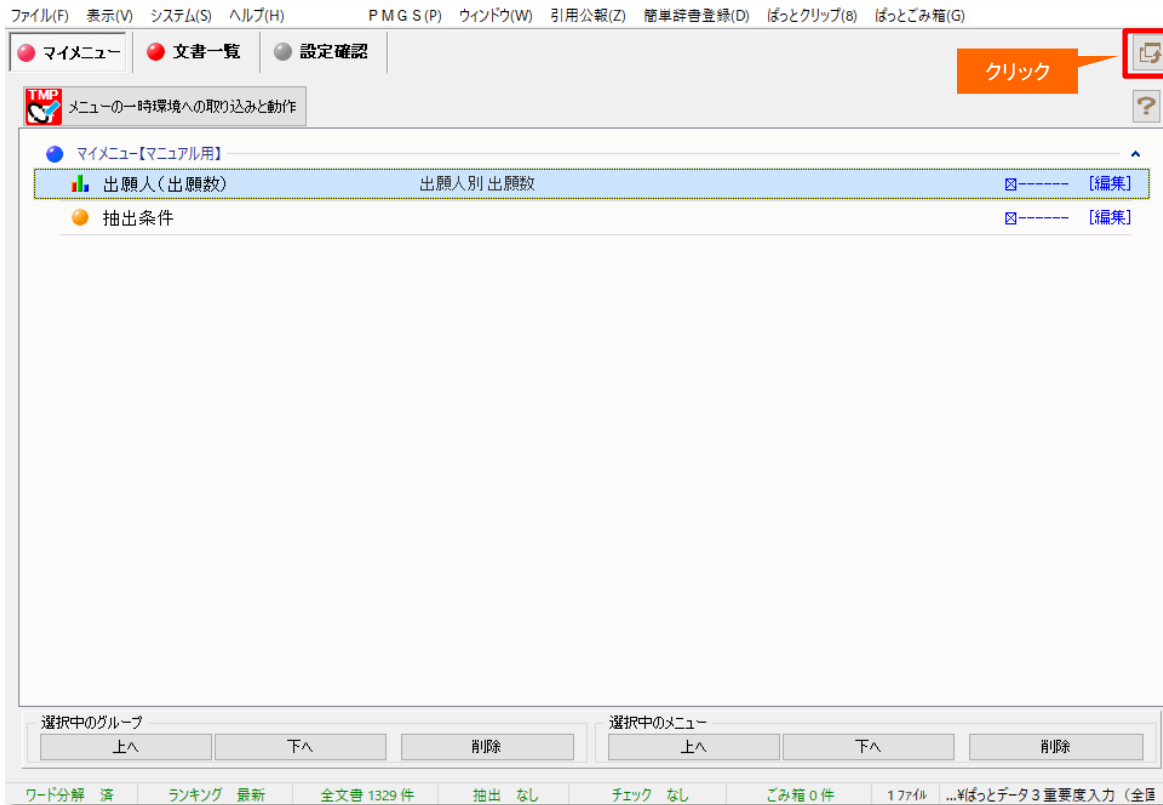 ファイル(F) 表示(V) システム(S) ヘルプ(H) ＰＭＧＳ(P) ウィンドウ(W) 引用公報(Z) 簡単辞書登録(D) ぱっとクリップ(8) ぱっとごみ箱(G)
マイメニュー 文書一覧 設定確認
クリック
TMP メニューの一時環境への取り込みと動作 ?
マイメニュー【マニュアル用】
出願人(出願数) 出願人別 出願数 ☒------ [編集]
抽出条件 ☒------ [編集]
選択中のグループ 選択中のメニュー
上へ 下へ 削除 上へ 下へ 削除
ワード分解 済 ランキング 最新 全文書 1329 件 抽出 なし チェック なし ごみ箱 0 件 1 ファイル ...¥ぱっとデータ３重要度入力（全